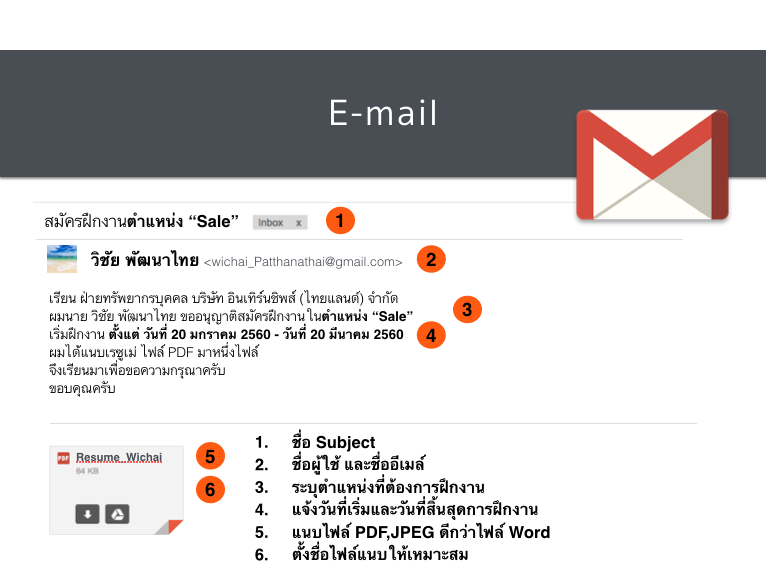 E-mail
สมัครฝึกงานตำแหน่ง “Sale” Inbox x 1
วิชัย พัฒนาไทย <wichai_Patthanathai@gmail.com> 2
เรียน ฝ่ายทรัพยากรบุคคล บริษัท อินเทิร์นชิพส์ (ไทยแลนด์) จำกัด
ผมนาย วิชัย พัฒนาไทย ขออนุญาติสมัครฝึกงาน ในตำแหน่ง “Sale” 3
เริ่มฝึกงาน ตั้งแต่ วันที่ 20 มกราคม 2560 - วันที่ 20 มีนาคม 2560 4
ผมได้แนบเรซูเม่ ไฟล์ PDF มาหนึ่งไฟล์
จึงเรียนมาเพื่อขอความกรุณาครับ
ขอบคุณครับ
PDF Resume_Wichai 5
64 KB
6
1. ชื่อ Subject
2. ชื่อผู้ใช้ และชื่ออีเมล์
3. ระบุตำแหน่งที่ต้องการฝึกงาน
4. แจ้งวันที่เริ่มและวันที่สิ้นสุดการฝึกงาน
5. แนบไฟล์ PDF,JPEG ดีกว่าไฟล์ Word
6. ตั้งชื่อไฟล์แนบให้เหมาะสม